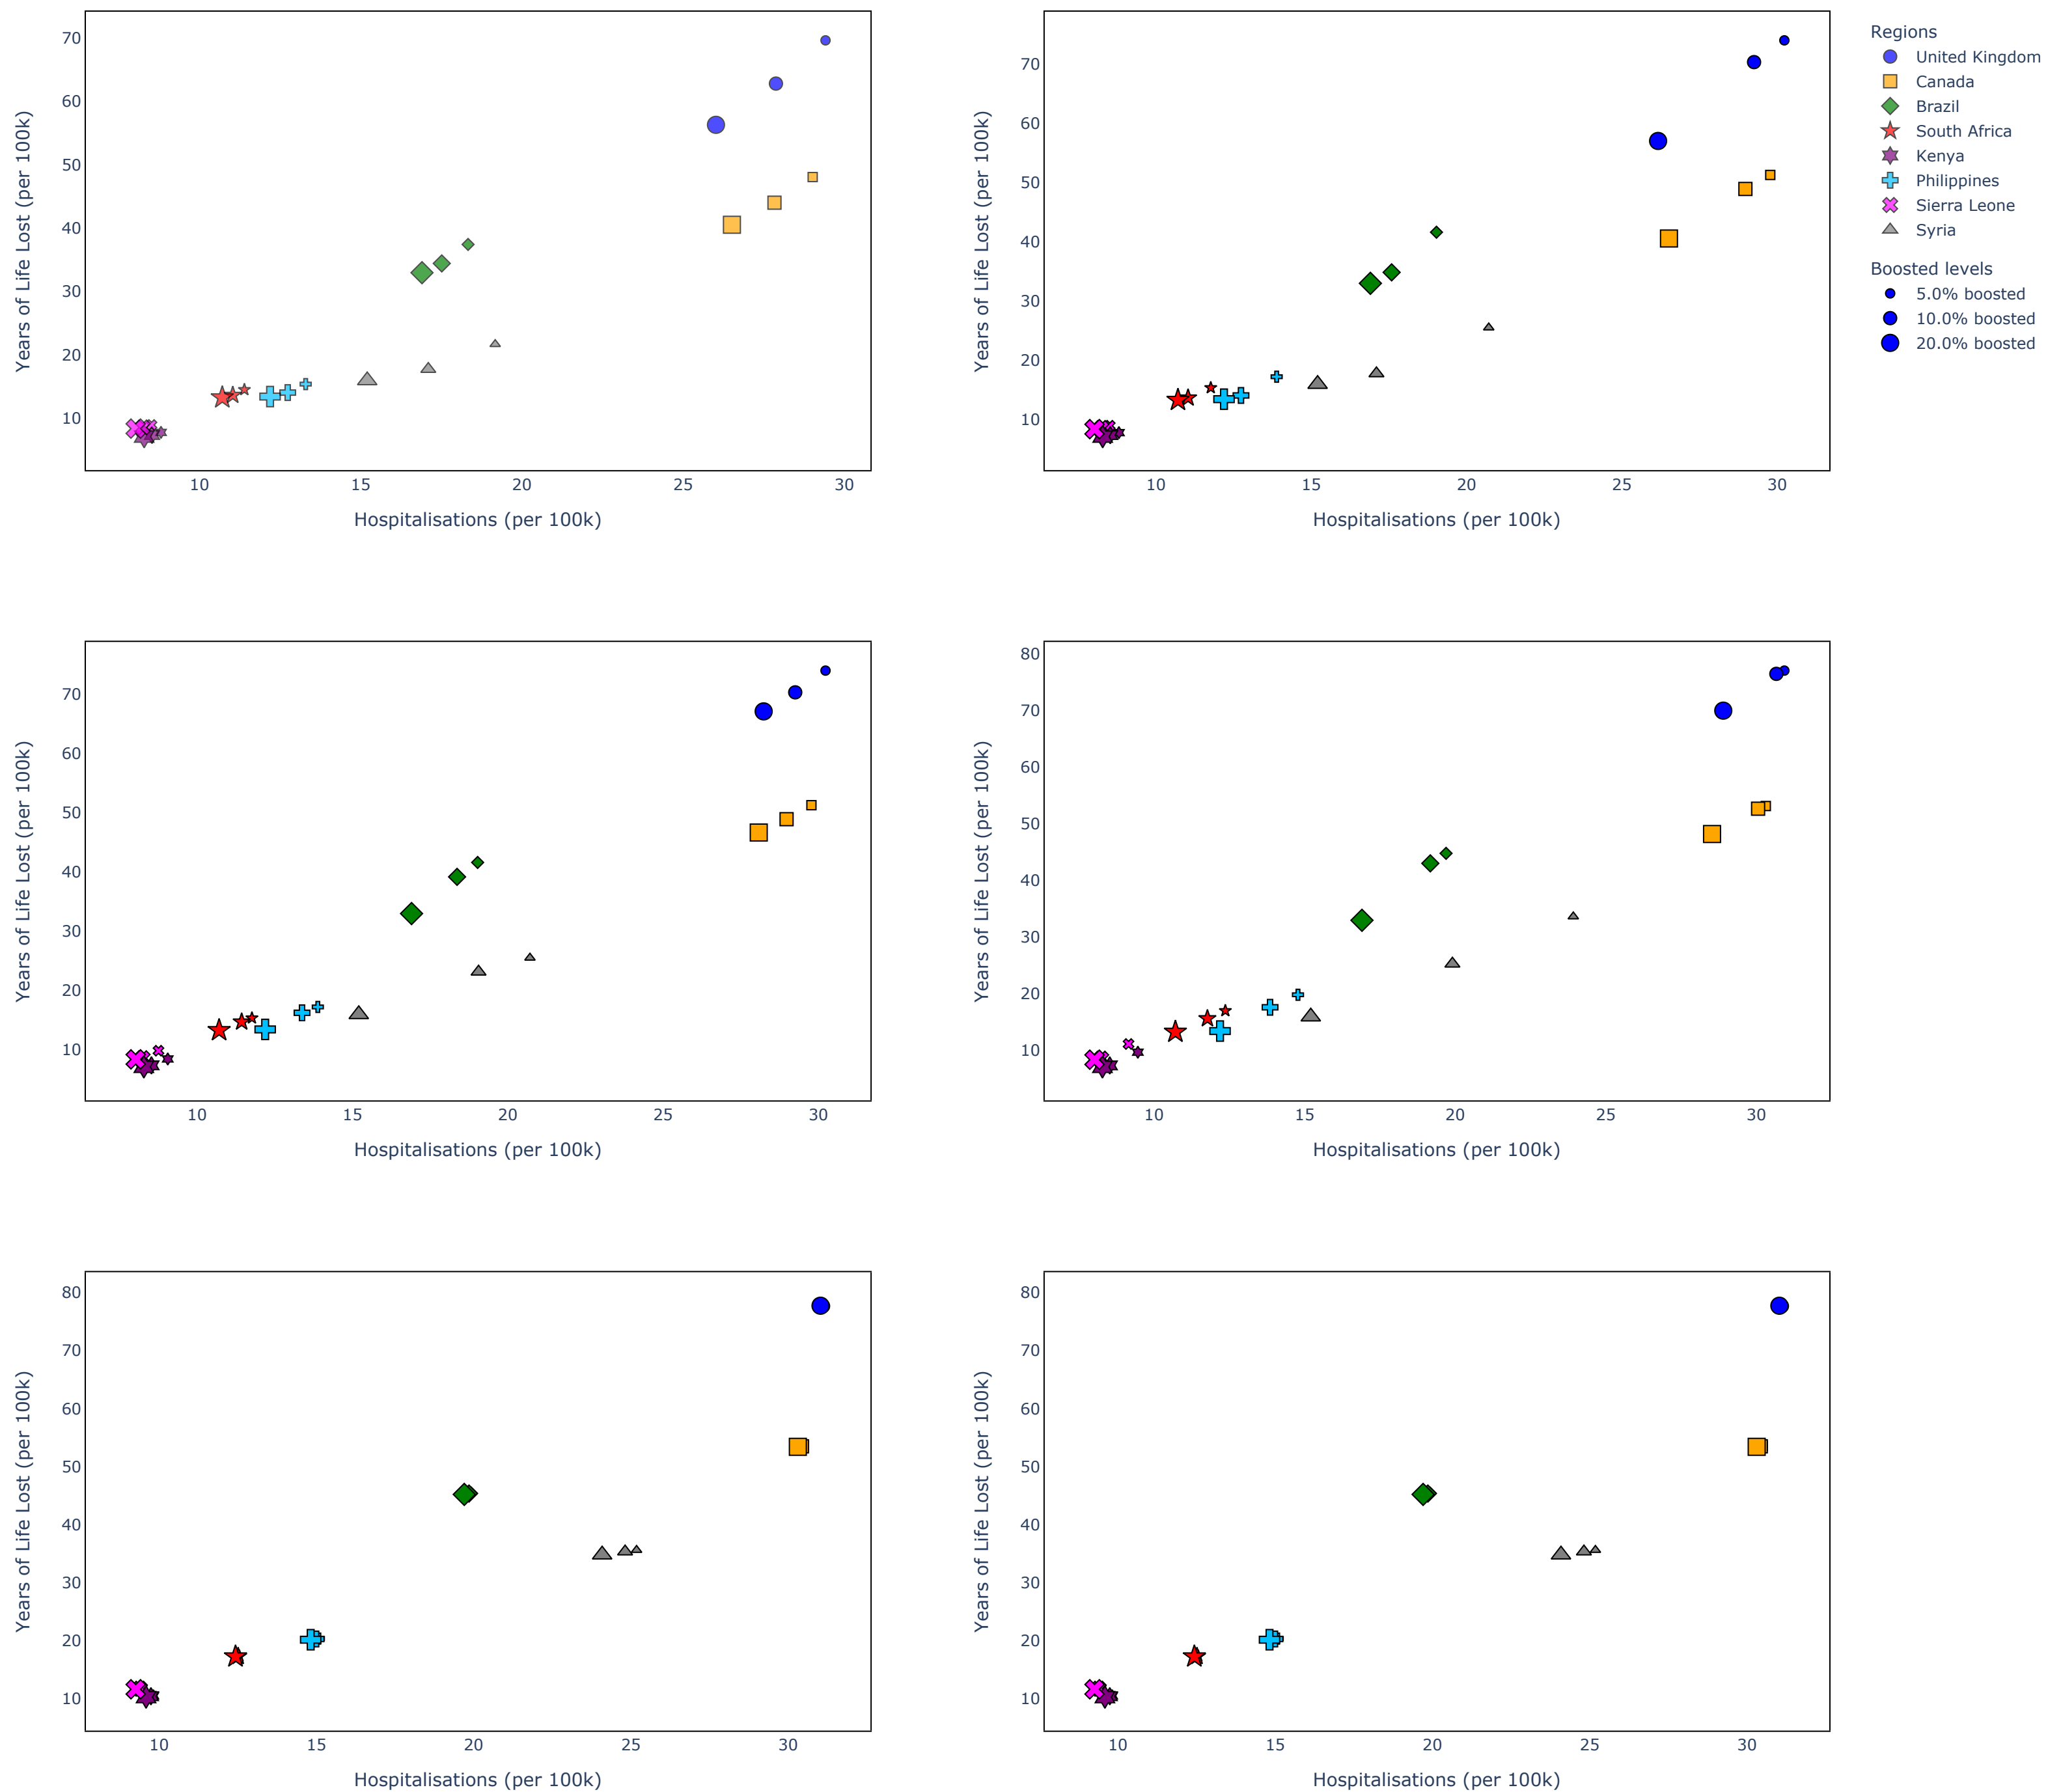 70
60
50
40
30
20
10
Years of Life Lost (per 100k)
10 15 20 25 30
Hospitalisations (per 100k)
70
60
50
40
30
20
10
Years of Life Lost (per 100k)
10 15 20 25 30
Hospitalisations (per 100k)
Regions
United Kingdom
Canada
Brazil
South Africa
Kenya
Philippines
Sierra Leone
Syria
Boosted levels
5.0% boosted
10.0% boosted
20.0% boosted
70
60
50
40
30
20
10
Years of Life Lost (per 100k)
10 15 20 25 30
Hospitalisations (per 100k)
80
70
60
50
40
30
20
10
Years of Life Lost (per 100k)
10 15 20 25 30
Hospitalisations (per 100k)
80
70
60
50
40
30
20
10
Years of Life Lost (per 100k)
10 15 20 25 30
Hospitalisations (per 100k)
80
70
60
50
40
30
20
10
Years of Life Lost (per 100k)
10 15 20 25 30
Hospitalisations (per 100k)